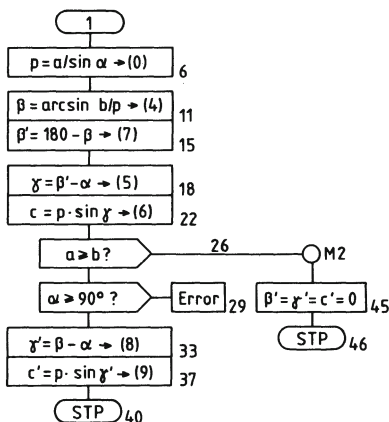 1
p = a/sin α → (0)
6
β = arcsin b/p → (4)
11
β' = 180 – β → (7)
15
γ = β' – α → (5)
18
c = p · sin γ → (6)
22
a ≥ b?
26
M2
α ≥ 90° ?
Error
29
β' = γ' = c' = 0
45
STP
46
γ' = β – α → (8)
33
c' = p · sin γ' → (9)
37
STP
40